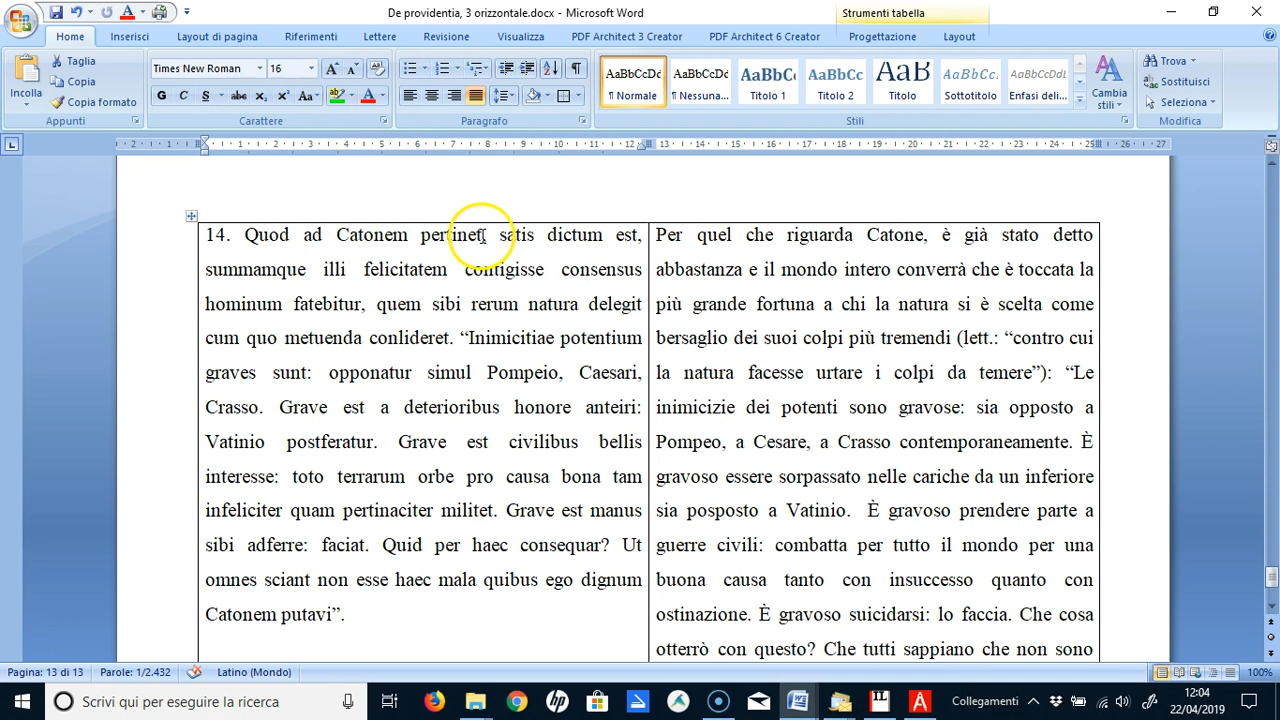 De providentia, 3 orizzontale.docx - Microsoft Word
Strumenti tabella
Home
Inserisci
Layout di pagina
Riferimenti
Lettere
Revisione
Visualizza
PDF Architect 3 Creator
PDF Architect 6 Creator
Progettazione
Layout
Incolla
Taglia
Copia
Copia formato
Appunti
Times New Roman
16
Carattere
Paragrafo
AaBbCcDd
¶ Normale
AaBbCcDd
¶ Nessuna...
AaBbCc
Titolo 1
AaBbCc
Titolo 2
AaB
Titolo
AaBbCcL
Sottotitolo
AaBbCcDd
Enfasi deli...
Cambia
stili
Stili
Trova
Sostituisci
Seleziona
Modifica
14. Quod ad Catonem pertinet, satis dictum est,
summamque illi felicitatem contigisse consensus
hominum fatebitur, quem sibi rerum natura delegit
cum quo metuenda conlideret. “Inimicitiae potentium
graves sunt: opponatur simul Pompeio, Caesari,
Crasso. Grave est a deterioribus honore anteiri:
Vatinio postferatur. Grave est civilibus bellis
interesse: toto terrarum orbe pro causa bona tam
infeliciter quam pertinaciter militet. Grave est manus
sibi adferre: faciat. Quid per haec consequar? Ut
omnes sciant non esse haec mala quibus ego dignum
Catonem putavi”.
Per quel che riguarda Catone, è già stato detto
abbastanza e il mondo intero converrà che è toccata la
più grande fortuna a chi la natura si è scelta come
bersaglio dei suoi colpi più tremendi (lett.: “contro cui
la natura facesse urtare i colpi da temere”): “Le
inimicizie dei potenti sono gravose: sia opposto a
Pompeo, a Cesare, a Crasso contemporaneamente. È
gravoso essere sorpassato nelle cariche da un inferiore
sia posposto a Vatinio. È gravoso prendere parte a
guerre civili: combatta per tutto il mondo per una
buona causa tanto con insuccesso quanto con
ostinazione. È gravoso suicidarsi: lo faccia. Che cosa
otterrò con questo? Che tutti sappiano che non sono
Pagina: 13 di 13
Parole: 1/2.432
Latino (Mondo)
100%
Scrivi qui per eseguire la ricerca
Collegamenti
12:04
22/04/2019